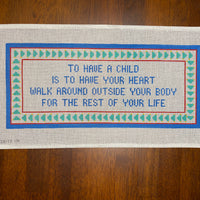 TO HAVE A CHILD
IS TO HAVE YOUR HEART
WALK AROUND OUTSIDE YOUR BODY
FOR THE REST OF YOUR LIFE